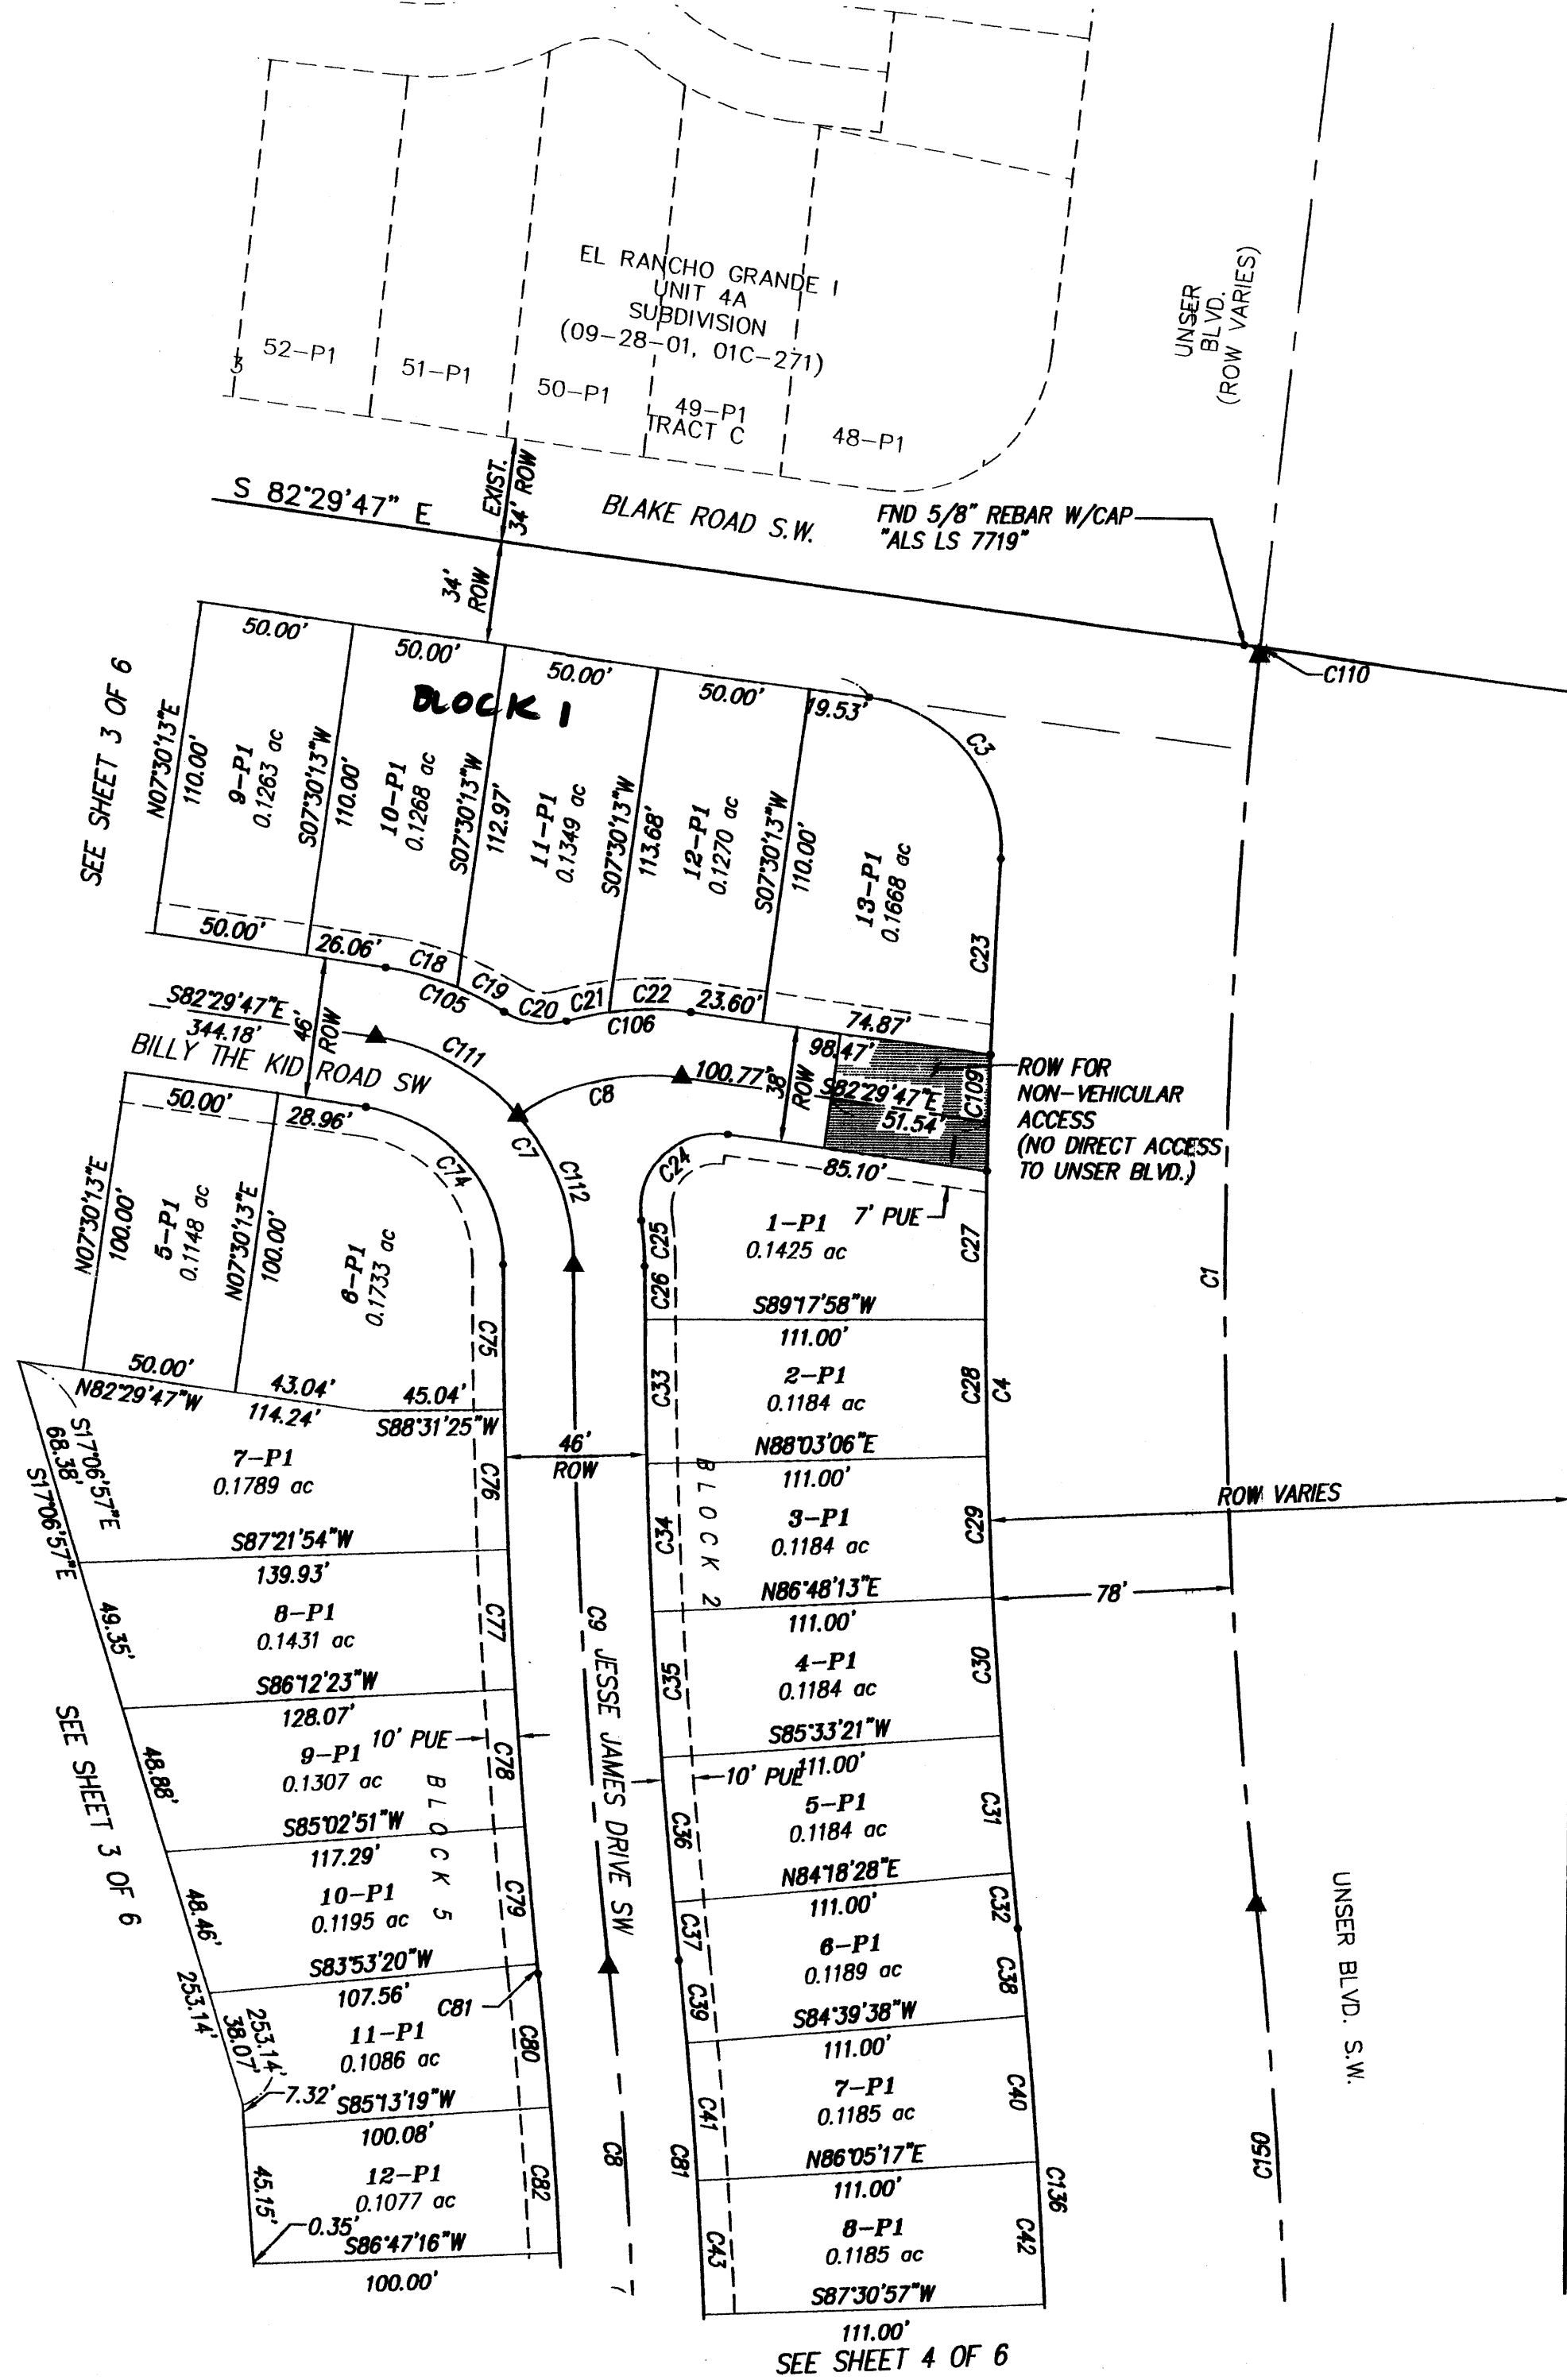 EL RANCHO GRANDE I
UNIT 4A
SUBDIVISION
(09-28-01, 01C-271)
3
52-P1
51-P1
50-P1
49-P1
TRACT C
48-P1
UNSER
BLVD.
(ROW VARIES)
S 82°29'47" E
EXIST.
34' ROW
BLAKE ROAD S.W.
FND 5/8" REBAR W/CAP
"ALS LS 7719"
34'
ROW
C110
SEE SHEET 3 OF 6
50.00'
50.00'
50.00'
50.00'
19.53'
BLOCK 1
C3
N07°30'13"E
110.00'
9-P1
0.1263 ac
S07°30'13"W
110.00'
10-P1
0.1268 ac
S07°30'13"W
112.97'
11-P1
0.1349 ac
S07°30'13"W
113.68'
12-P1
0.1270 ac
S07°30'13"W
110.00'
13-P1
0.1668 ac
C23
50.00'
26.06'
C18
C19
C20
C21
C22
23.60'
74.87'
C105
C106
S82°29'47"E
344.18'
46'
ROW
BILLY THE KID ROAD SW
C111
C8
100.77'
38'
ROW
98.47'
S82°29'47"E
51.54'
C109
ROW FOR
NON-VEHICULAR
ACCESS
(NO DIRECT ACCESS
TO UNSER BLVD.)
50.00'
28.96'
C74
C7
C112
C24
85.10'
7' PUE
N07°30'13"E
100.00'
5-P1
0.1148 ac
N07°30'13"E
100.00'
6-P1
0.1733 ac
C75
C25
C26
1-P1
0.1425 ac
C27
C1
S89°17'58"W
111.00'
50.00'
N82°29'47"W
43.04'
114.24'
45.04'
S88°31'25"W
C33
2-P1
0.1184 ac
C28
C4
N88°03'06"E
111.00'
S17°06'57"E
68.38'
S17°06'57"E
7-P1
0.1789 ac
C76
46'
ROW
BLOCK 2
C34
3-P1
0.1184 ac
C29
ROW VARIES
S87°21'54"W
139.93'
N86°48'13"E
111.00'
78'
49.35'
8-P1
0.1431 ac
C77
C9 JESSE JAMES DRIVE SW
C35
4-P1
0.1184 ac
C30
S86°12'23"W
128.07'
S85°33'21"W
111.00'
SEE SHEET 3 OF 6
48.88'
9-P1
0.1307 ac
10' PUE
C78
BLOCK 5
10' PUE
C36
5-P1
0.1184 ac
C31
S85°02'51"W
117.29'
N84°18'28"E
111.00'
48.46'
10-P1
0.1195 ac
C79
C37
C32
S83°53'20"W
107.56'
C81
6-P1
0.1189 ac
C39
C38
S84°39'38"W
111.00'
UNSER BLVD. S.W.
253.14'
38.07'
253.14'
11-P1
0.1086 ac
C80
7.32'
S85°13'19"W
100.08'
7-P1
0.1185 ac
C41
C40
N86°05'17"E
111.00'
C8
C81
C150
C136
45.15'
12-P1
0.1077 ac
C82
0.35'
S86°47'16"W
100.00'
8-P1
0.1185 ac
C43
C42
S87°30'57"W
111.00'
SEE SHEET 4 OF 6